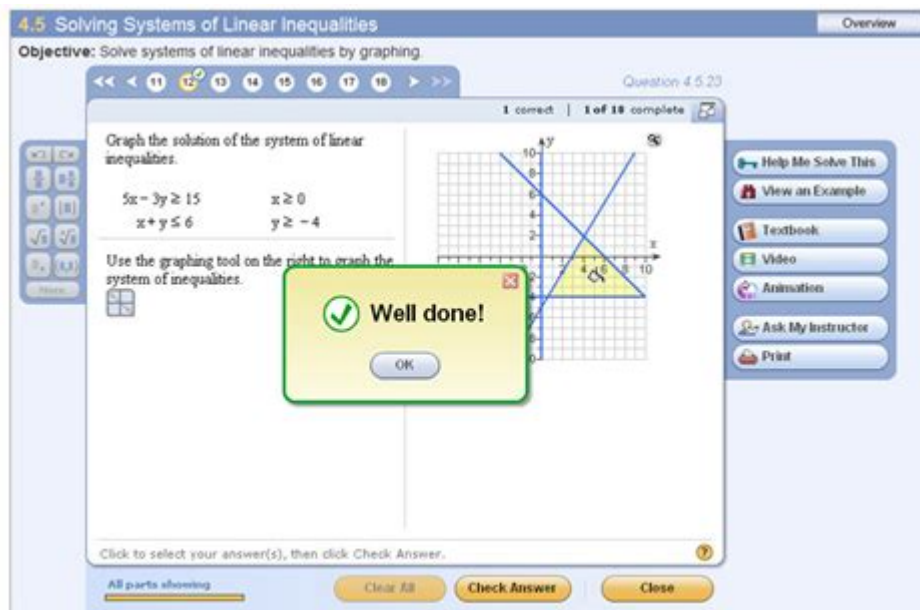 4.5 Solving Systems of Linear Inequalities
Overview
Objective: Solve systems of linear inequalities by graphing.
11 12 13 14 15 16 17 18
Question 4.5.23
1 correct | 1 of 18 complete
Graph the solution of the system of linear
inequalities.
5x − 3y ≥ 15 x ≥ 0
x + y ≤ 6 y ≥ − 4
Use the graphing tool on the right to graph the
system of inequalities.
Well done!
OK
Help Me Solve This
View an Example
Textbook
Video
Animation
Ask My Instructor
Print
More
Click to select your answer(s), then click Check Answer.
All parts showing
Clear All
Check Answer
Close